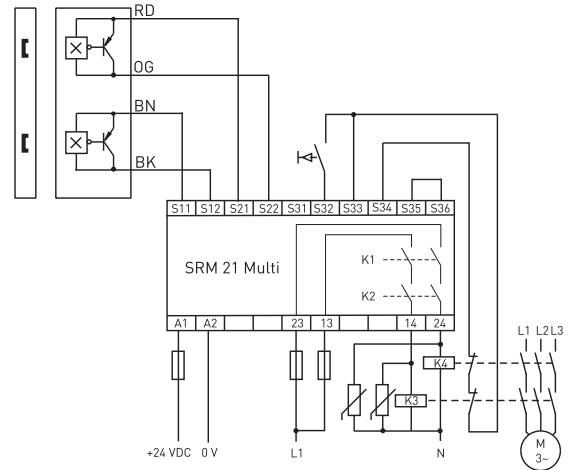 RD
OG
BN
BK
S11 S12 S21 S22 S31 S32 S33 S34 S35 S36
SRM 21 Multi
K1
K2
A1 A2 23 13 14 24
L1 L2 L3
K4
K3
+24 VDC 0 V L1 N
M
3~